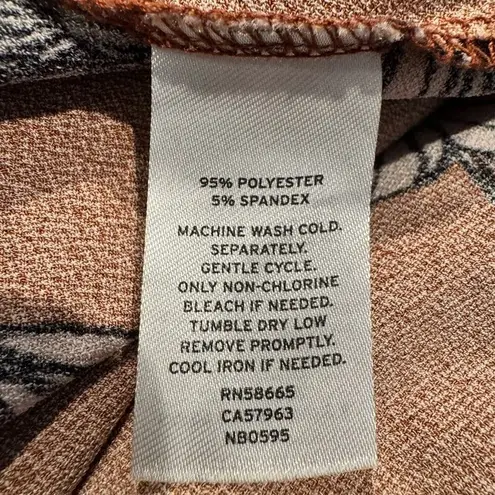 95% POLYESTER
5% SPANDEX
MACHINE WASH COLD.
SEPARATELY.
GENTLE CYCLE.
ONLY NON-CHLORINE
BLEACH IF NEEDED.
TUMBLE DRY LOW
REMOVE PROMPTLY.
COOL IRON IF NEEDED.
RN58665
CA57963
NB0595